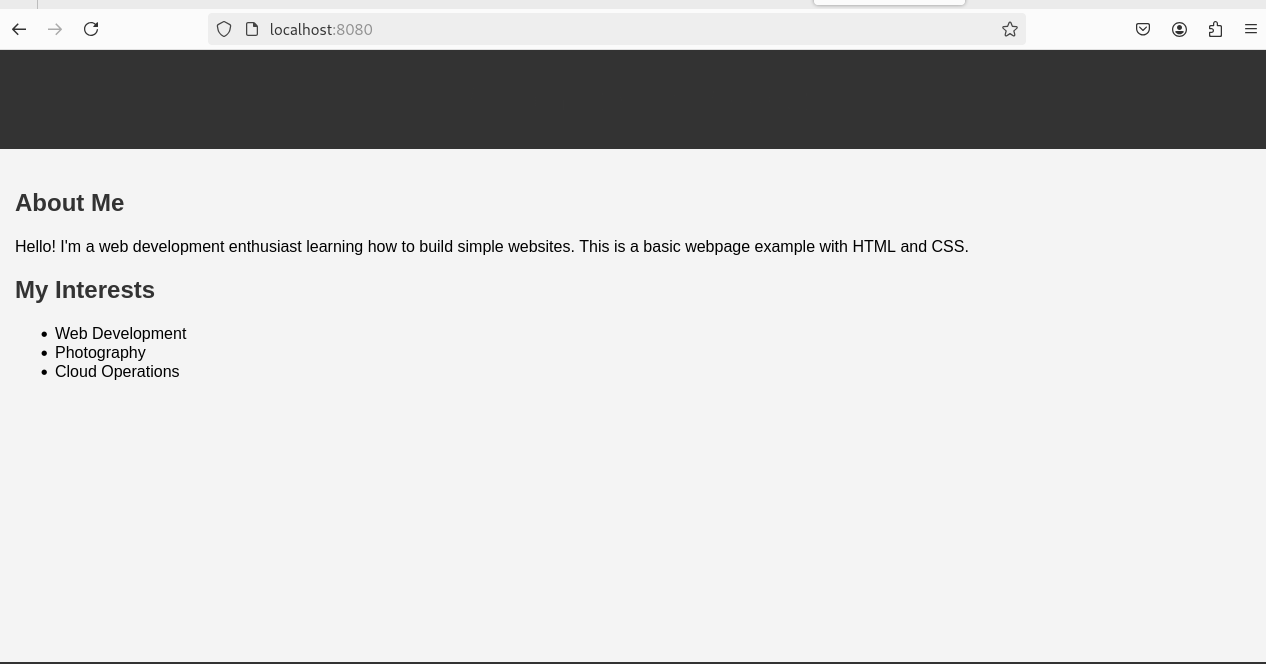 localhost:8080
About Me
Hello! I'm a web development enthusiast learning how to build simple websites. This is a basic webpage example with HTML and CSS.
My Interests
• Web Development
• Photography
• Cloud Operations